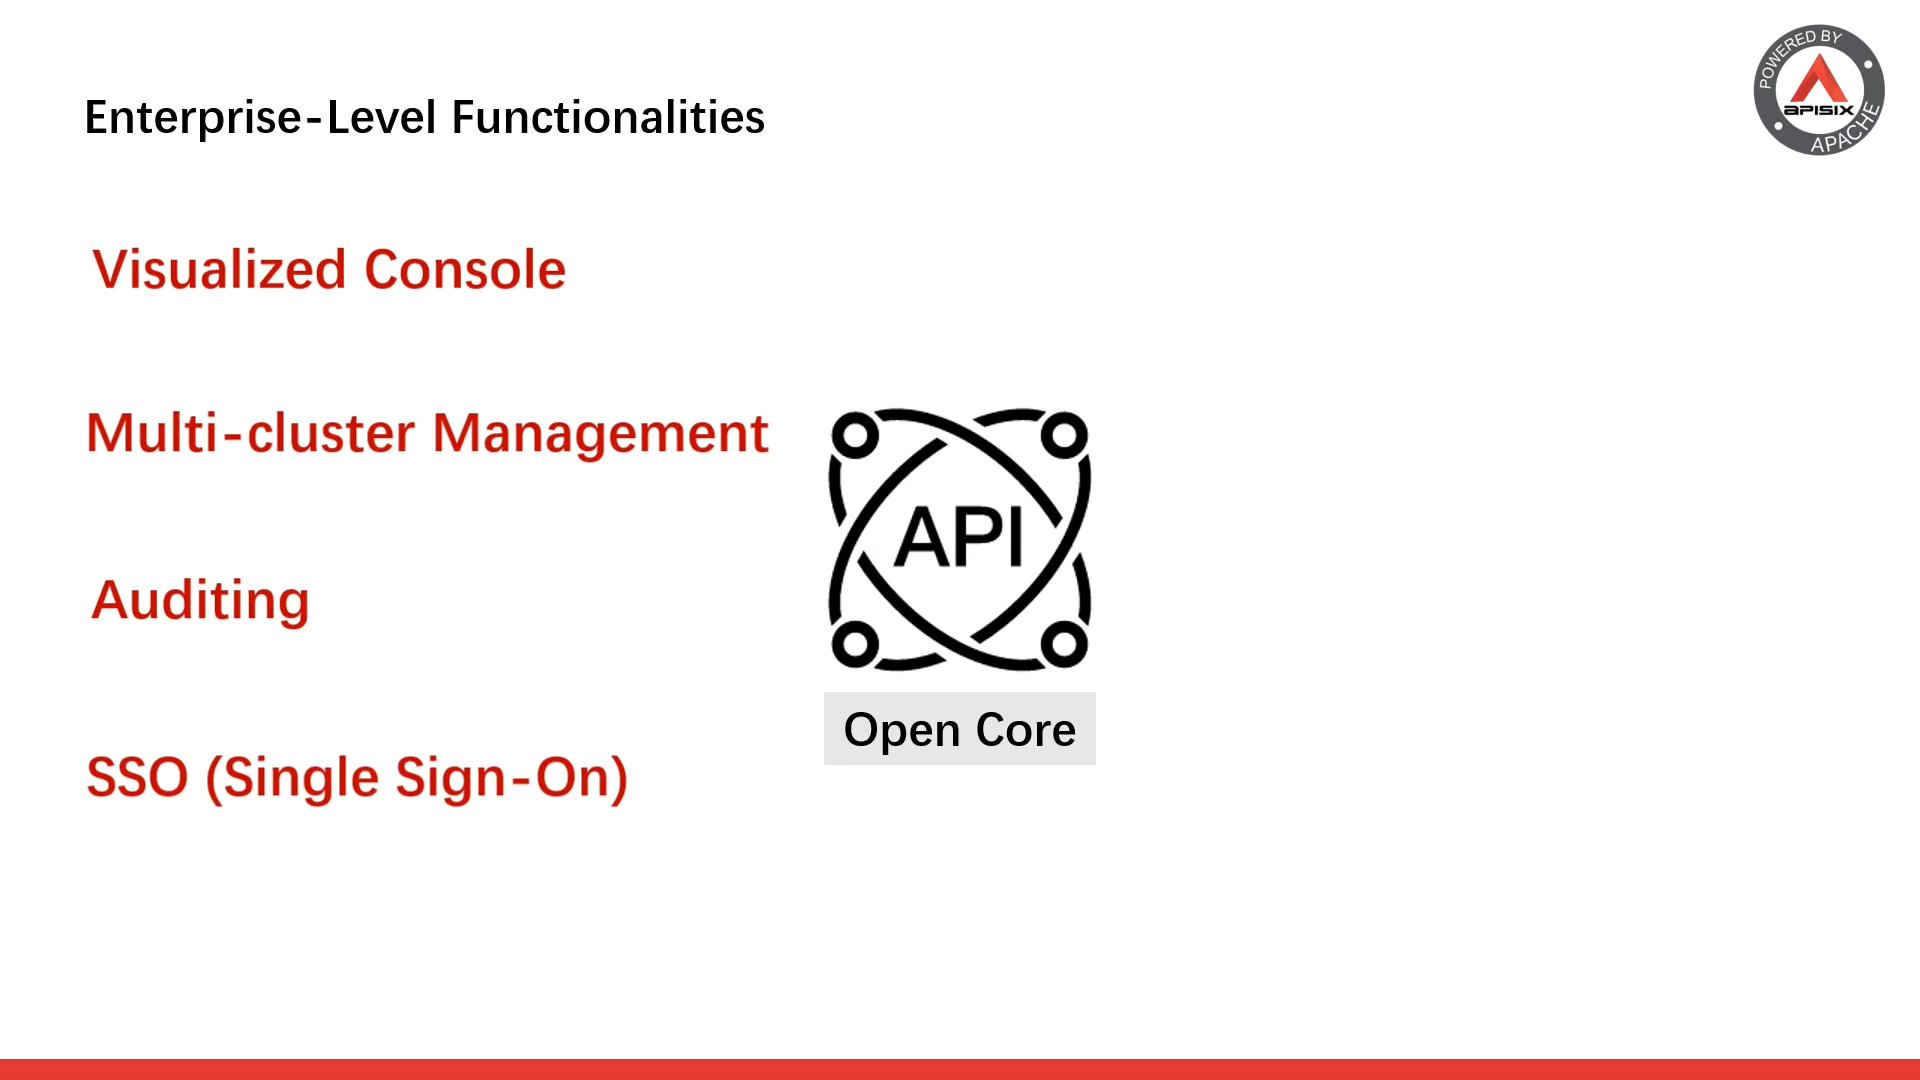 POWERED BY
APISIX
APACHE
Enterprise-Level Functionalities
Visualized Console
Multi-cluster Management
Auditing
SSO (Single Sign-On)
API
Open Core